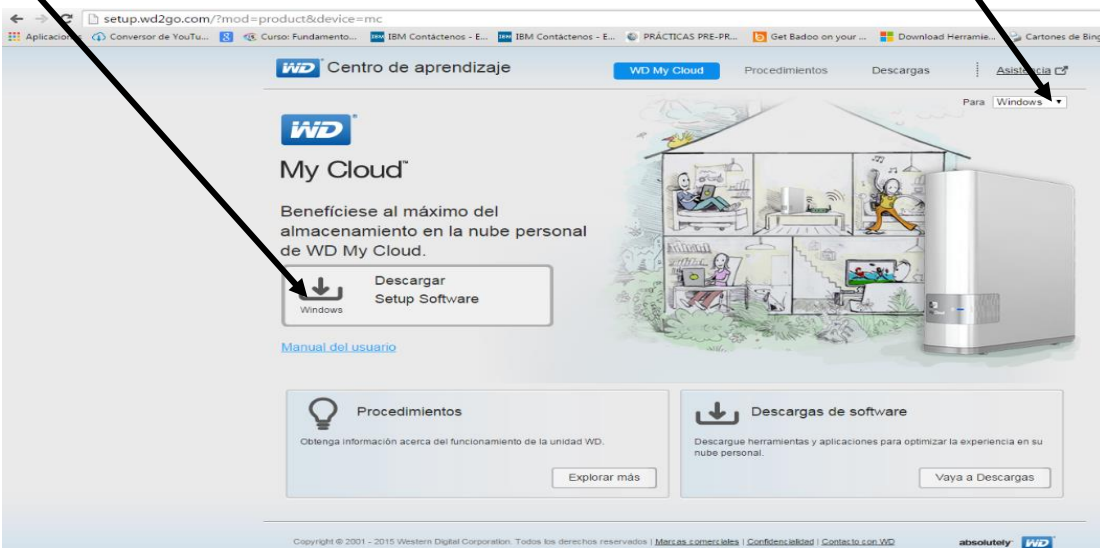 setup.wd2go.com/?mod=product&device=mc
Aplicaciones Conversor de YouTu... Curso: Fundamento... IBM Contáctenos - E... IBM Contáctenos - E... PRÁCTICAS PRE-PR... Get Badoo on your ... Download Herramie... Cartones de Bing
WD Centro de aprendizaje WD My Cloud Procedimientos Descargas Asistencia
Para Windows
WD
My Cloud™
Benefíciese al máximo del
almacenamiento en la nube personal
de WD My Cloud.
Descargar
Setup Software
Windows
Manual del usuario
Procedimientos
Obtenga información acerca del funcionamiento de la unidad WD.
Explorar más
Descargas de software
Descargue herramientas y aplicaciones para optimizar la experiencia en su
nube personal.
Vaya a Descargas
Copyright © 2001 - 2015 Western Digital Corporation. Todos los derechos reservados | Marcas comerciales | Confidencialidad | Contacto con WD absolutely WD